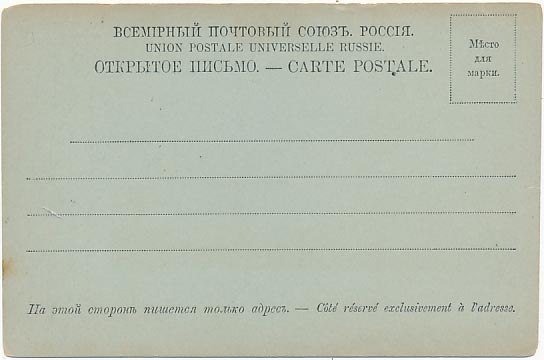 ВСЕМІРНЫЙ ПОЧТОВЫЙ СОЮЗЪ. РОССІЯ.
UNION POSTALE UNIVERSELLE RUSSIE.
ОТКРЫТОЕ ПИСЬМО. — CARTE POSTALE.
Мѣсто
для
марки.
На этой сторонѣ пишется только адресъ. — Côté réservé exclusivement à l'adresse.